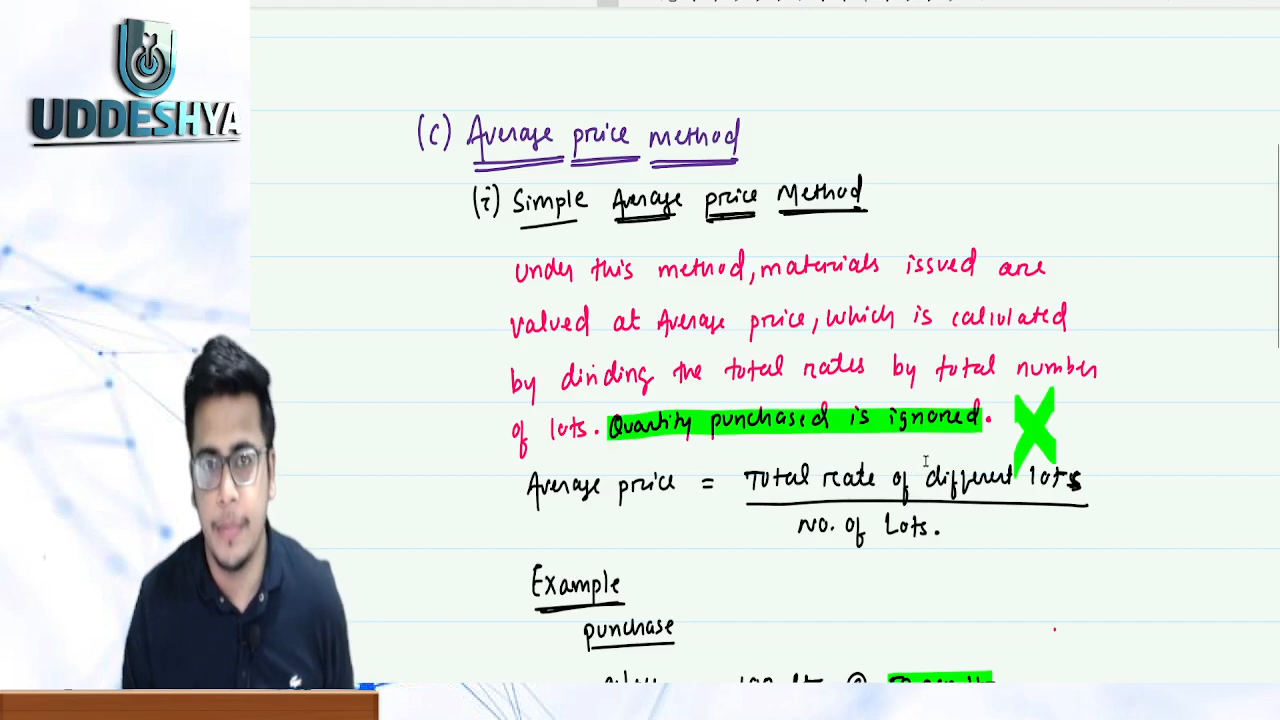 UDDESHYA
(c) Average price method
(i) Simple Average price Method
Under this method, materials issued are
valued at Average price, which is calculated
by dividing the total rates by total number
of lots. Quantity purchased is ignored.
Average price = Total rate of different lots
No. of Lots.
Example
purchase